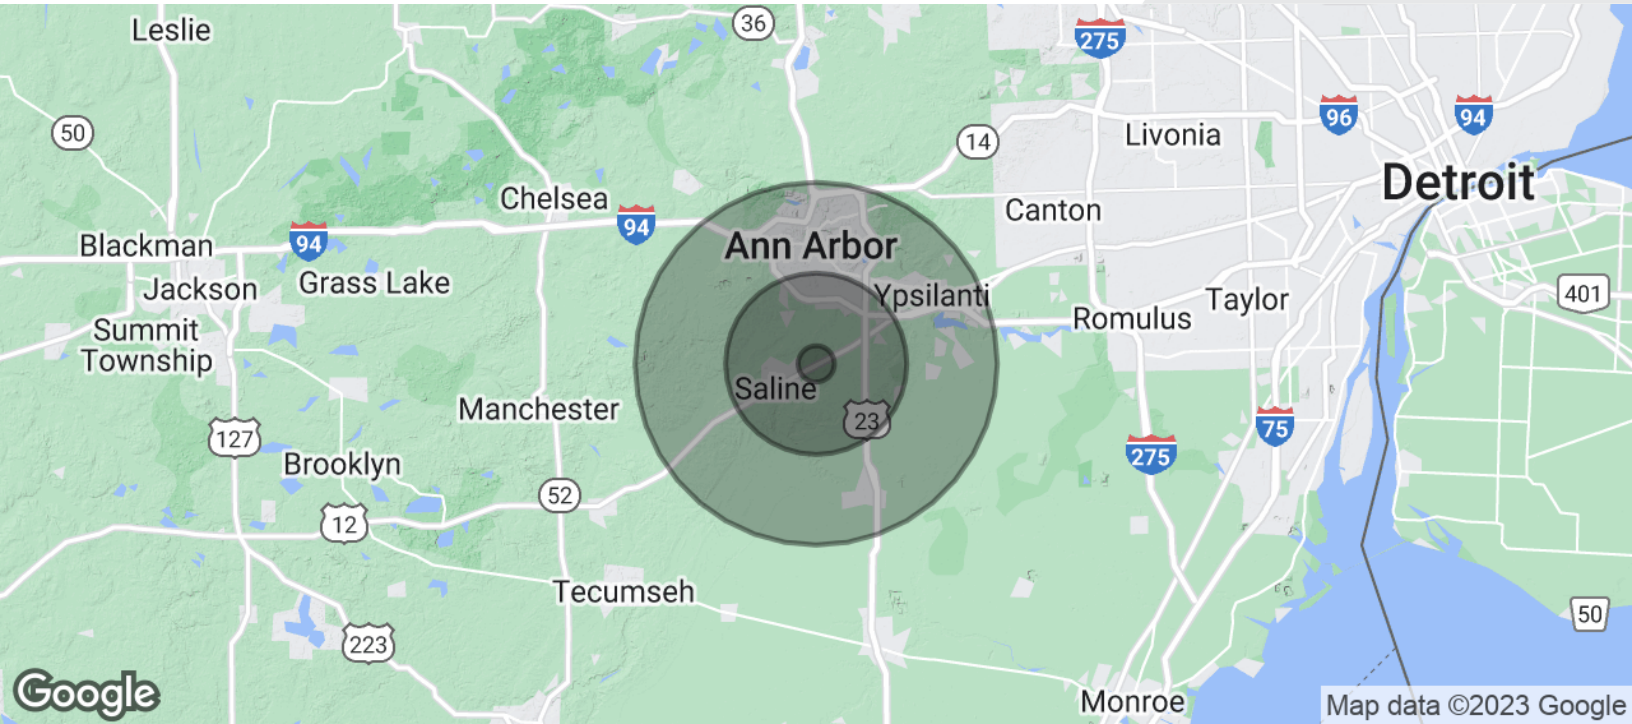 Leslie
36
275
50
96
94
14
Livonia
Detroit
Chelsea
Canton
94
94
Blackman
Ann Arbor
Grass Lake
Jackson
Ypsilanti
Taylor
401
Romulus
Summit
Township
Saline
Manchester
23
127
75
275
Brooklyn
52
12
Tecumseh
50
223
Google
Monroe
Map data ©2023 Google